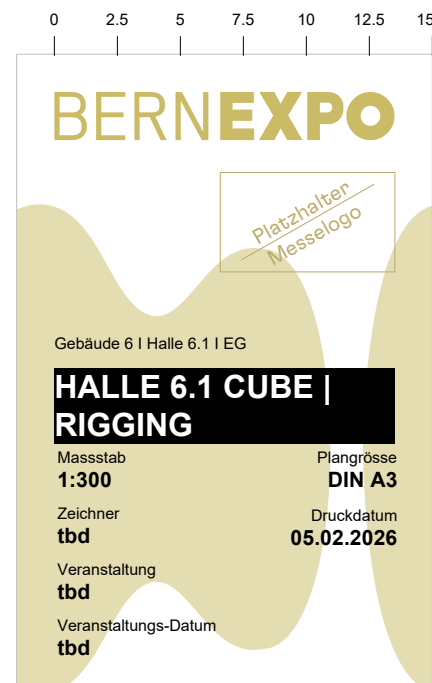 0 2.5 5 7.5 10 12.5 15
BERNEXPO
Platzhalter
Messelogo
Gebäude 6 I Halle 6.1 I EG
HALLE 6.1 CUBE |
RIGGING
Massstab Plangrösse
1:300 DIN A3
Zeichner Druckdatum
tbd 05.02.2026
Veranstaltung
tbd
Veranstaltungs-Datum
tbd